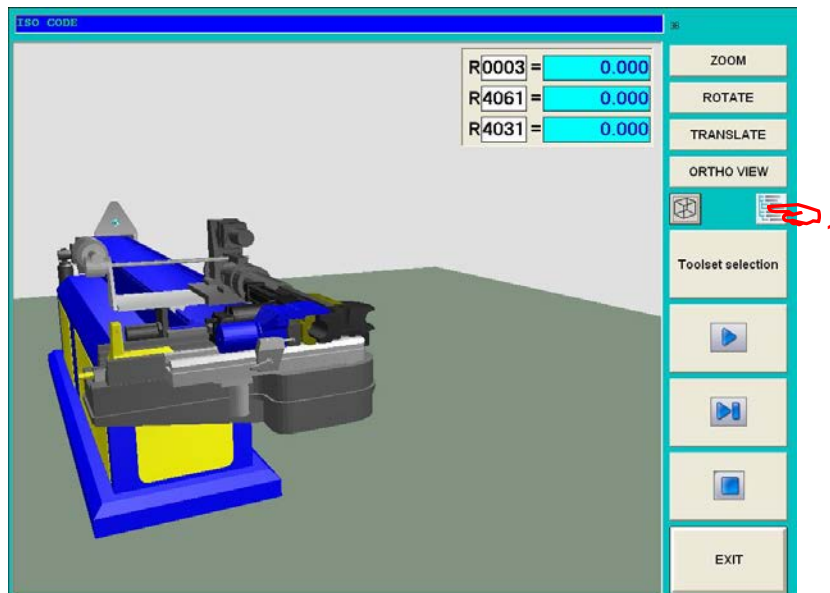 ISO CODE
R0003 = 0.000
R4061 = 0.000
R4031 = 0.000
ZOOM
ROTATE
TRANSLATE
ORTHO VIEW
Toolset selection
EXIT